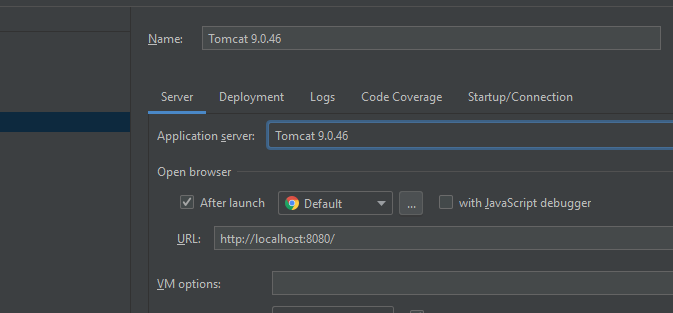 Name: Tomcat 9.0.46
Server Deployment Logs Code Coverage Startup/Connection
Application server: Tomcat 9.0.46
Open browser
After launch Default ... with JavaScript debugger
URL: http://localhost:8080/
VM options: